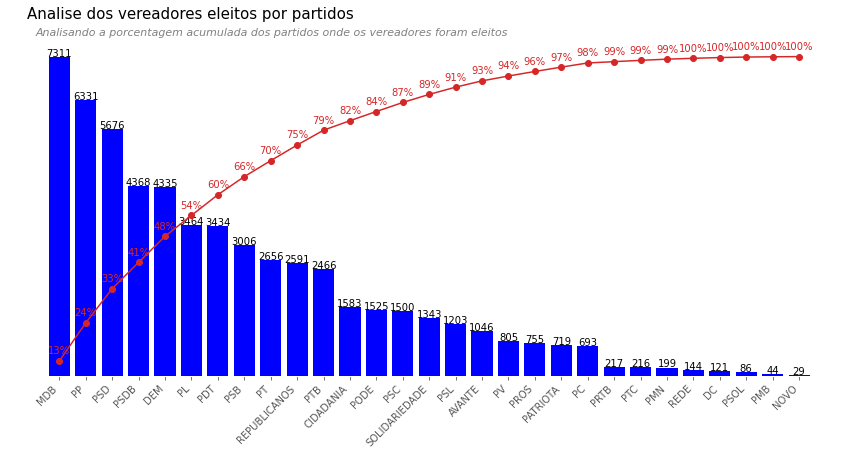 Analise dos vereadores eleitos por partidos
Analisando a porcentagem acumulada dos partidos onde os vereadores foram eleitos
7311
6331
5676
4368
4335
3464
3434
3006
2656
2591
2466
1583
1525
1500
1343
1203
1046
805
755
719
693
217
216
199
144
121
86
44
29
13%
24%
33%
41%
48%
54%
60%
66%
70%
75%
79%
82%
84%
87%
89%
91%
93%
94%
96%
97%
98%
99%
99%
99%
100%
100%
100%
100%
100%
MDB
PP
PSD
PSDB
DEM
PL
PDT
PSB
PT
REPUBLICANOS
PTB
CIDADANIA
PODE
PSC
SOLIDARIEDADE
PSL
AVANTE
PV
PROS
PATRIOTA
PC
PRTB
PTC
PMN
REDE
DC
PSOL
PMB
NOVO